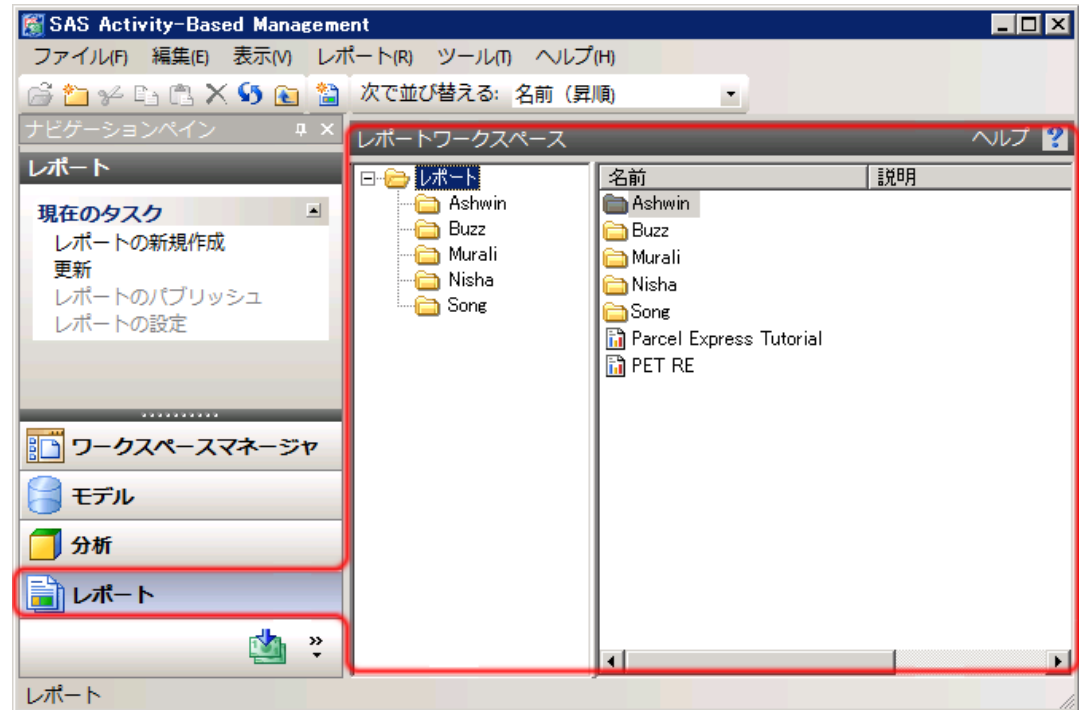 SAS Activity-Based Management
ファイル(F) 編集(E) 表示(V) レポート(R) ツール(T) ヘルプ(H)
次で並び替える: 名前 (昇順)
ナビゲーションペイン
レポート
現在のタスク
レポートの新規作成
更新
レポートのパブリッシュ
レポートの設定
ワークスペースマネージャ
モデル
分析
レポート
レポートワークスペース ヘルプ ?
レポート
Ashwin
Buzz
Murali
Nisha
Song
名前 説明
Ashwin
Buzz
Murali
Nisha
Song
Parcel Express Tutorial
PET RE
レポート